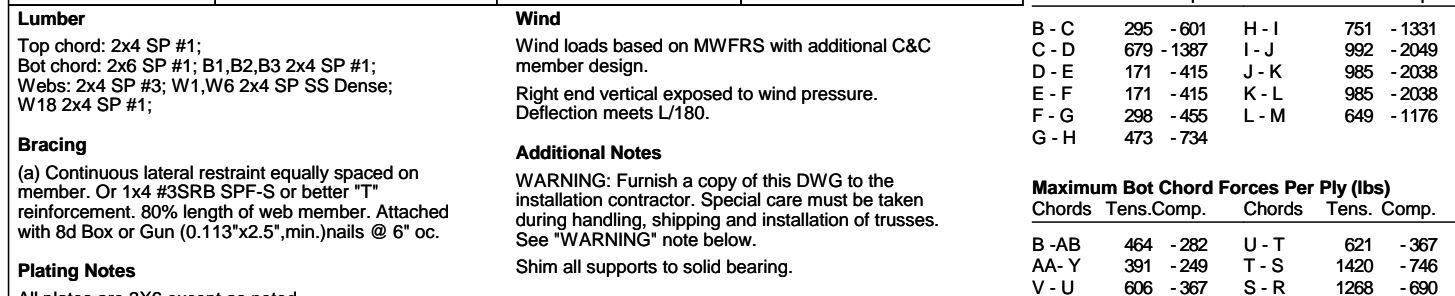 Lumber
Top chord: 2x4 SP #1;
Bot chord: 2x6 SP #1; B1,B2,B3 2x4 SP #1;
Webs: 2x4 SP #3; W1,W6 2x4 SP SS Dense;
W18 2x4 SP #1;
Bracing
(a) Continuous lateral restraint equally spaced on
member. Or 1x4 #3SRB SPF-S or better "T"
reinforcement. 80% length of web member. Attached
with 8d Box or Gun (0.113"x2.5",min.)nails @ 6" oc.
Plating Notes
All plates are 3X6 except as noted.
Wind
Wind loads based on MWFRS with additional C&C
member design.
Right end vertical exposed to wind pressure.
Deflection meets L/180.
Additional Notes
WARNING: Furnish a copy of this DWG to the
installation contractor. Special care must be taken
during handling, shipping and installation of trusses.
See "WARNING" note below.
Shim all supports to solid bearing.
B - C 295 - 601 H - I 751 - 1331
C - D 679 - 1387 I - J 992 - 2049
D - E 171 - 415 J - K 985 - 2038
E - F 171 - 415 K - L 985 - 2038
F - G 298 - 455 L - M 649 - 1176
G - H 473 - 734
Maximum Bot Chord Forces Per Ply (lbs)
Chords Tens.Comp. Chords Tens. Comp.
B -AB 464 - 282 U - T 621 - 367
AA- Y 391 - 249 T - S 1420 - 746
V - U 606 - 367 S - R 1268 - 690